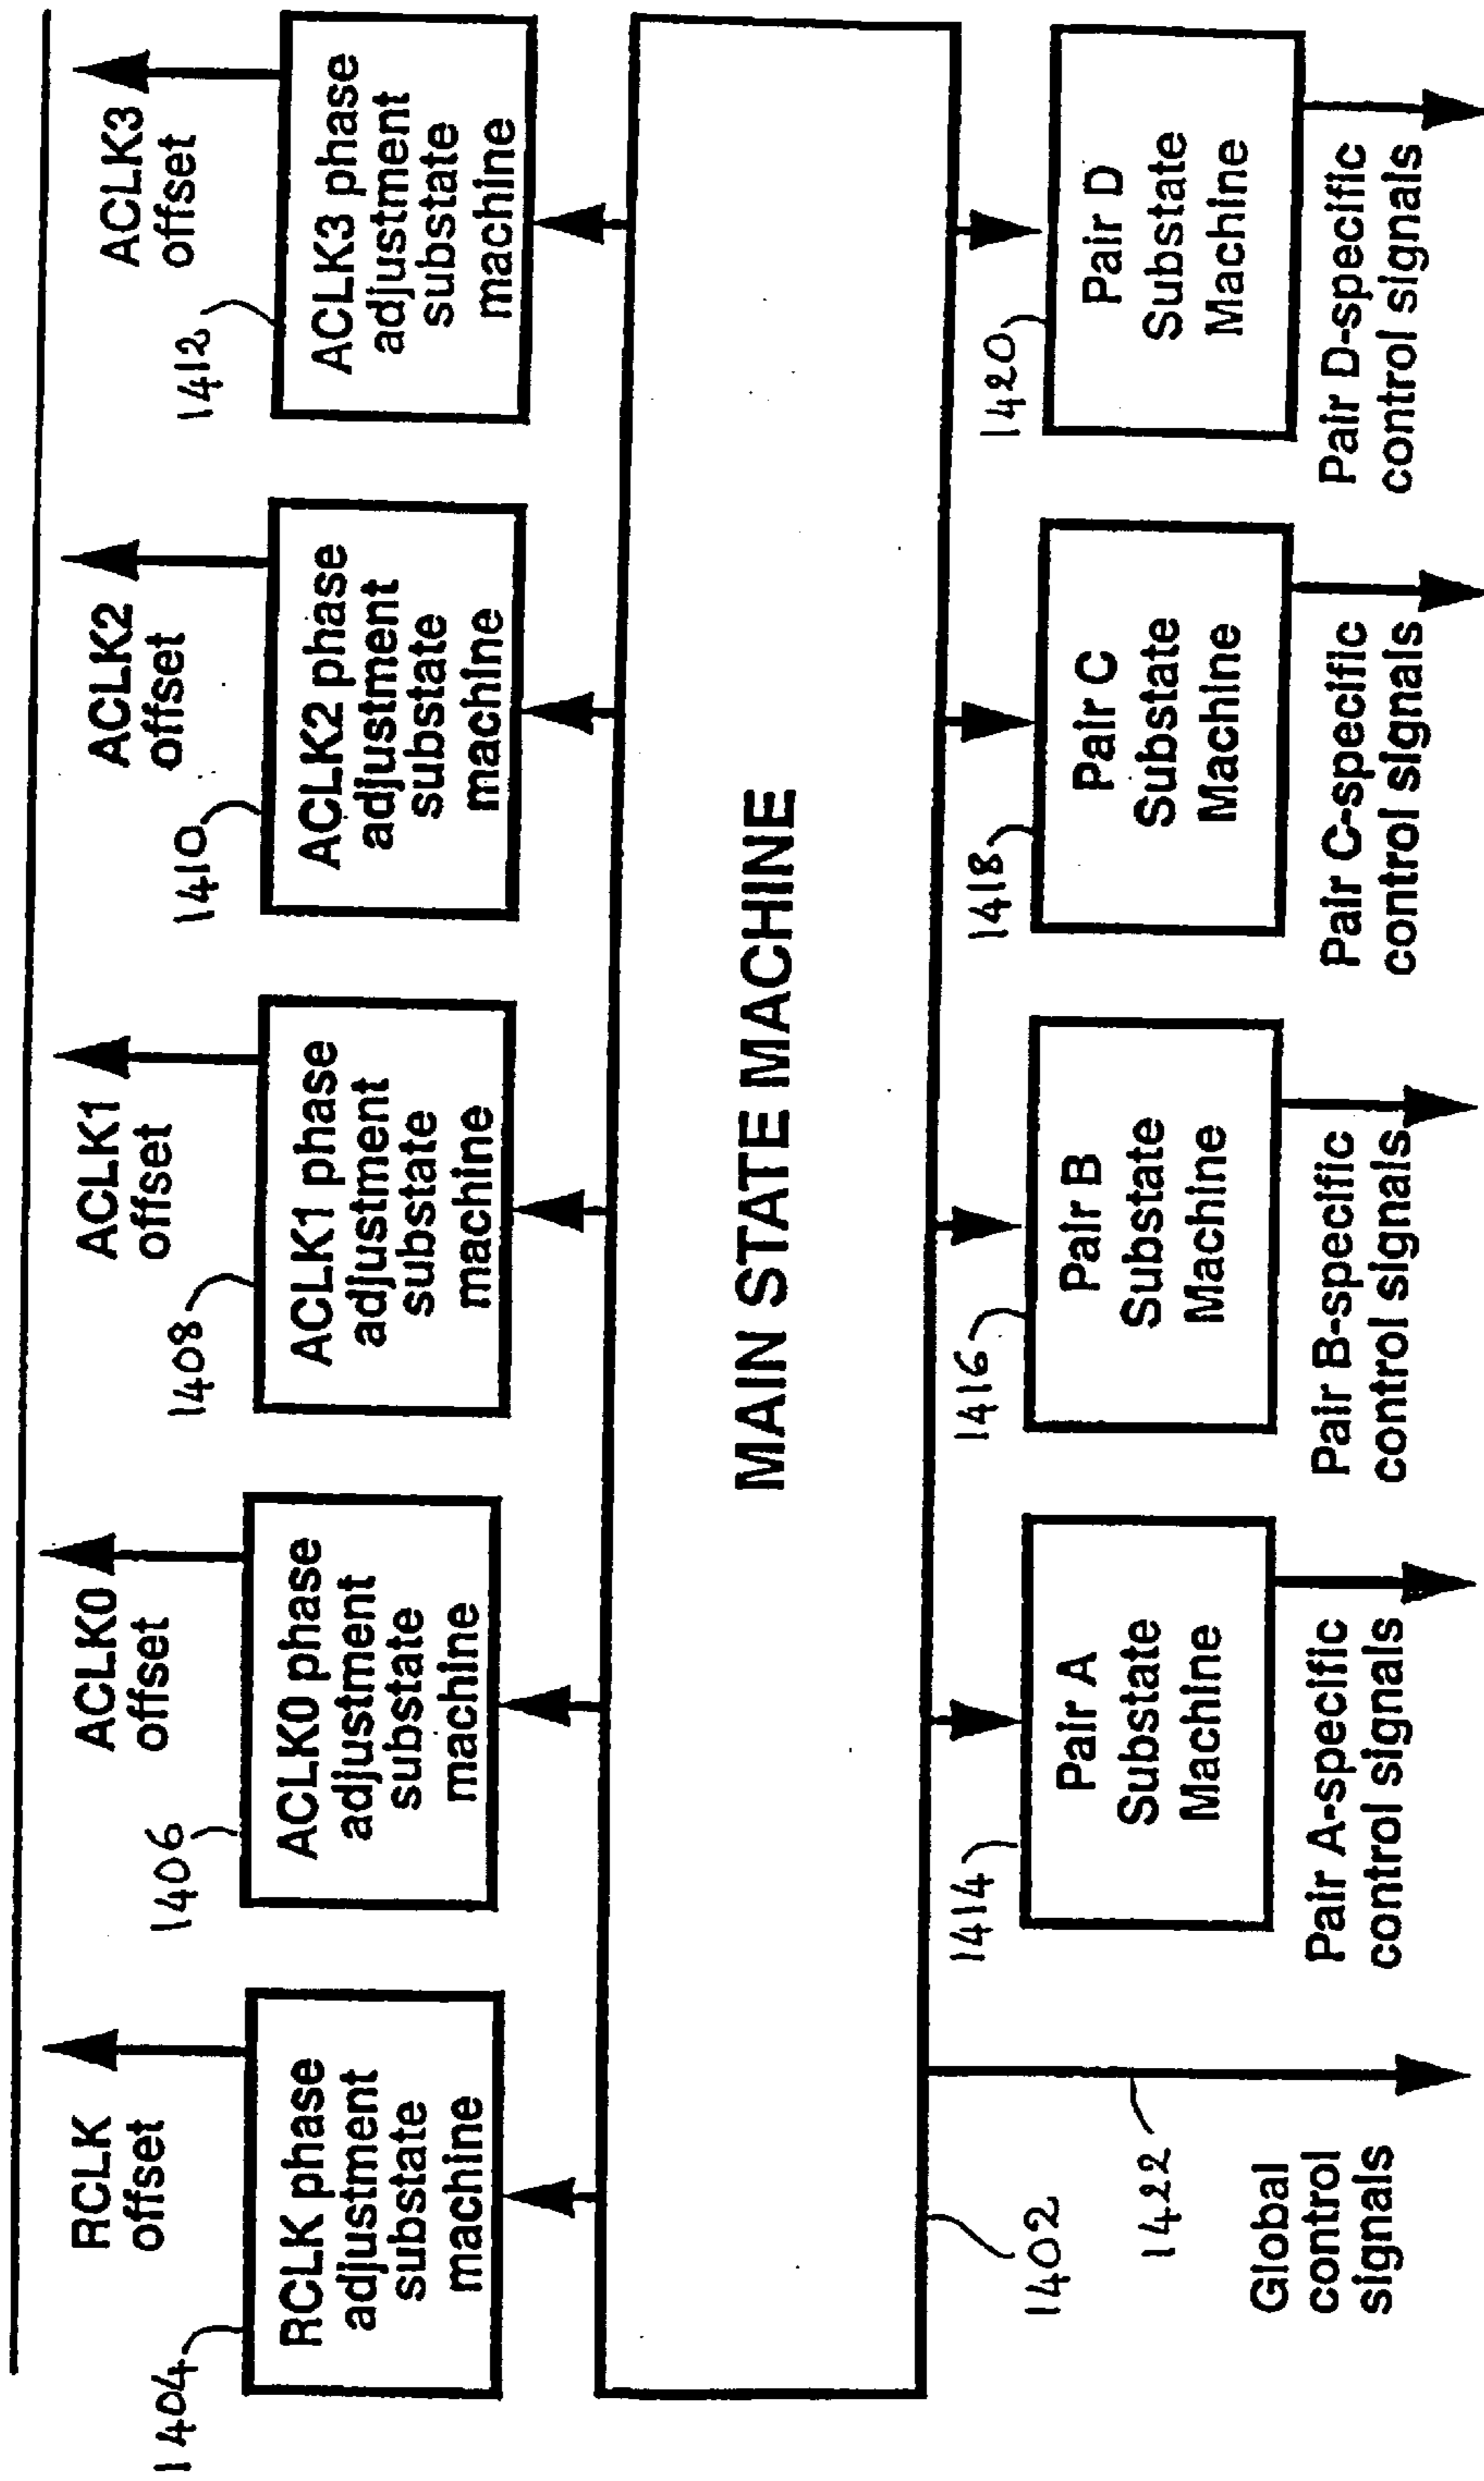 RCLK
offset
ACLK0
offset
ACLK1
offset
ACLK2
offset
ACLK3
offset
1404
RCLK phase
adjustment
substate
machine
1406
ACLK0 phase
adjustment
substate
machine
1408
ACLK1 phase
adjustment
substate
machine
1410
ACLK2 phase
adjustment
substate
machine
1412
ACLK3 phase
adjustment
substate
machine
MAIN STATE MACHINE
1402
1422
Global
control
signals
1414
Pair A
Substate
Machine
Pair A-specific
control signals
1416
Pair B
Substate
Machine
Pair B-specific
control signals
1418
Pair C
Substate
Machine
Pair C-specific
control signals
1420
Pair D
Substate
Machine
Pair D-specific
control signals